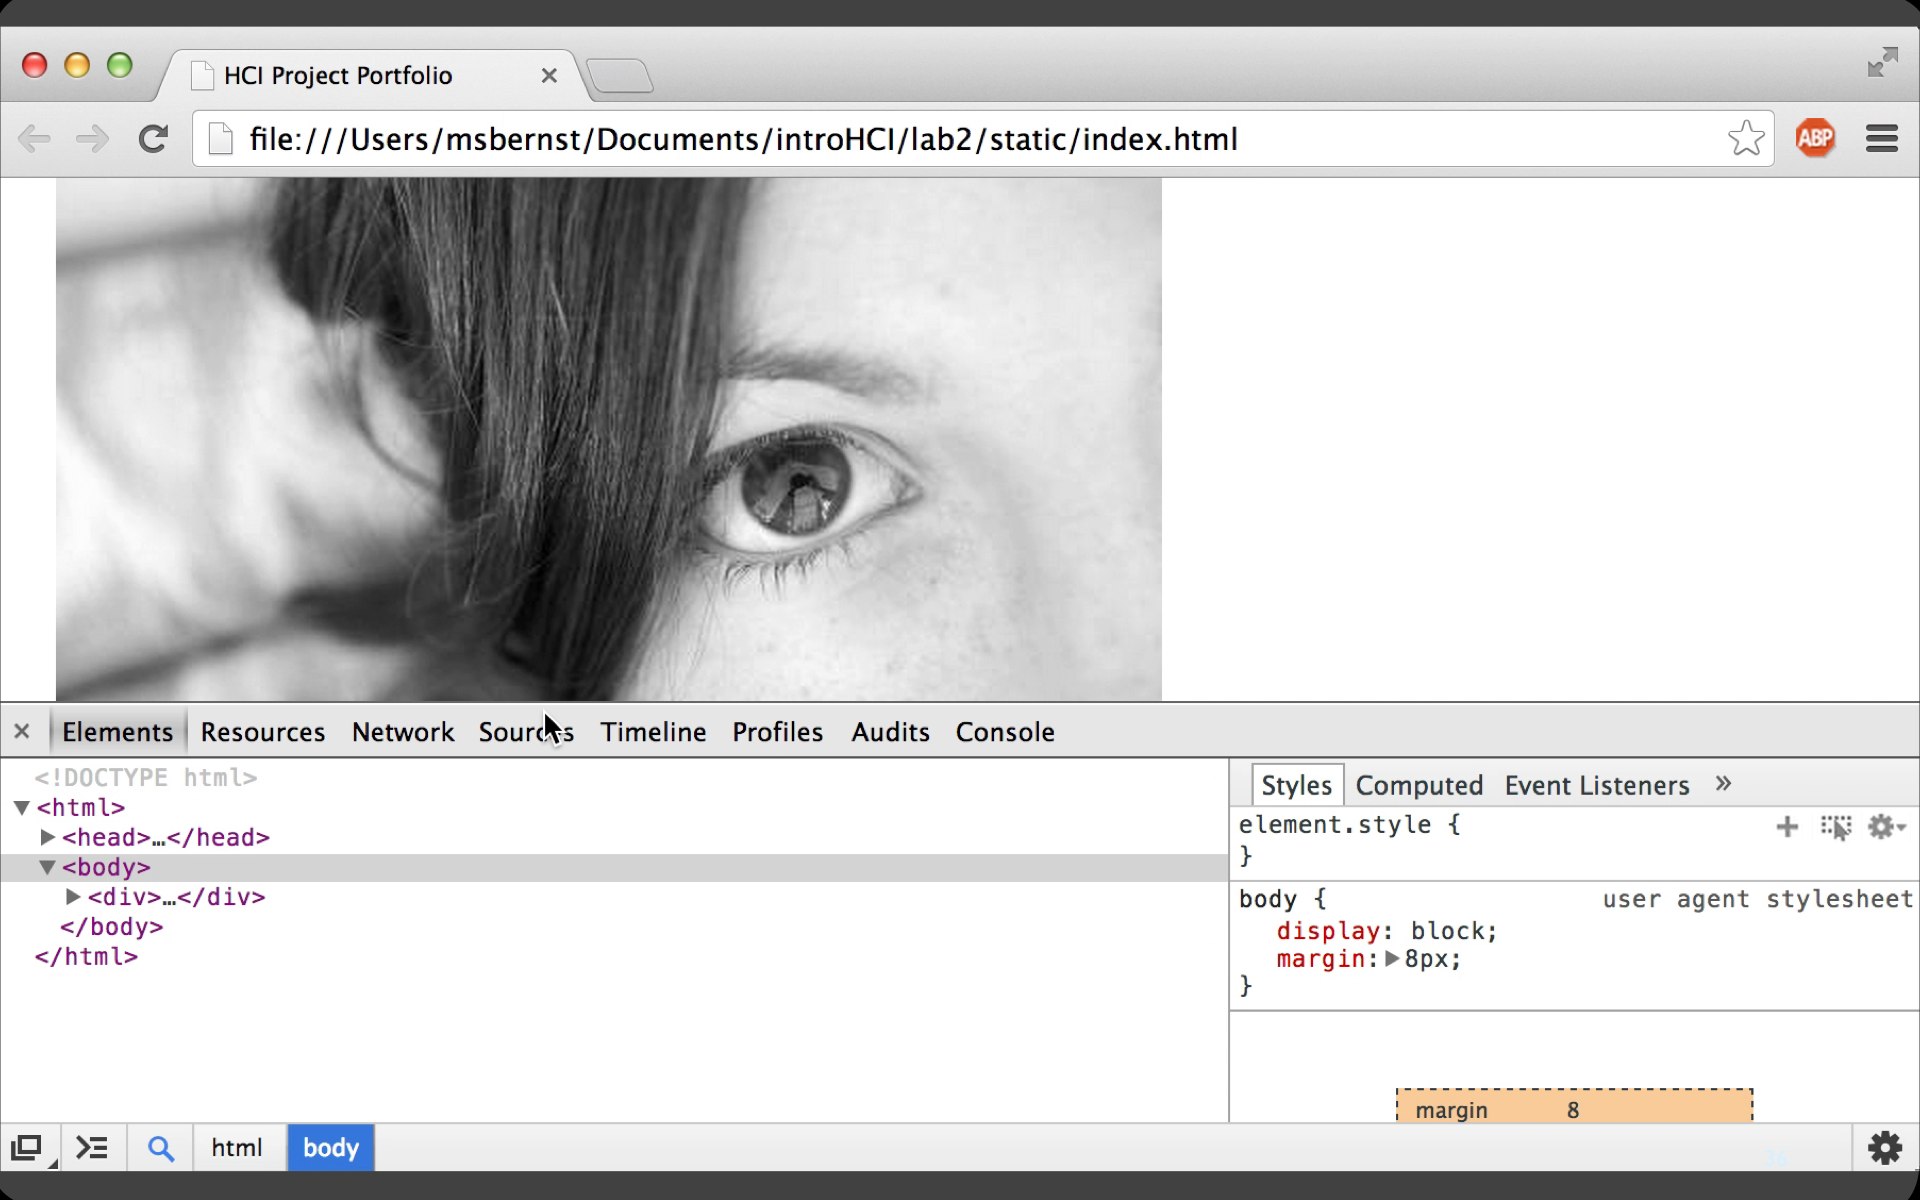 HCI Project Portfolio
file:///Users/msbernst/Documents/introHCI/lab2/static/index.html
ABP
Elements Resources Network Sources Timeline Profiles Audits Console
<!DOCTYPE html>
<html>
<head>…</head>
<body>
<div>…</div>
</body>
</html>
Styles Computed Event Listeners »
element.style {
}
body { user agent stylesheet
display: block;
margin: 8px;
}
margin 8
html body
36